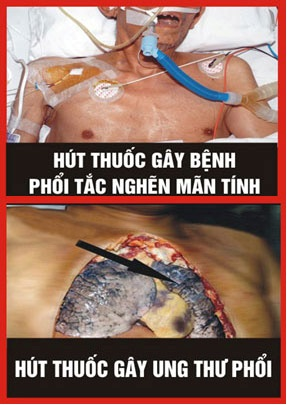 HÚT THUỐC GÂY BỆNH
PHỔI TẮC NGHẼN MÃN TÍNH
HÚT THUỐC GÂY UNG THƯ PHỔI